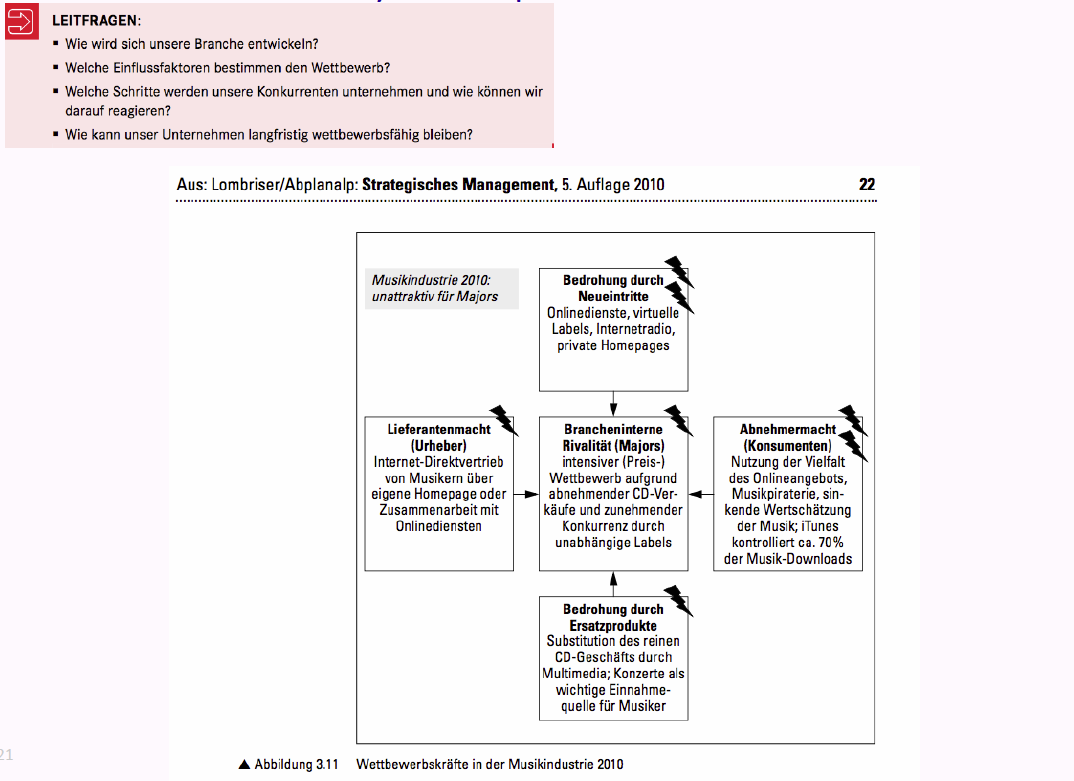 LEITFRAGEN:
▪ Wie wird sich unsere Branche entwickeln?
▪ Welche Einflussfaktoren bestimmen den Wettbewerb?
▪ Welche Schritte werden unsere Konkurrenten unternehmen und wie können wir
darauf reagieren?
▪ Wie kann unser Unternehmen langfristig wettbewerbsfähig bleiben?
Aus: Lombriser/Abplanalp: Strategisches Management, 5. Auflage 2010 22
Musikindustrie 2010:
unattraktiv für Majors
Bedrohung durch
Neueintritte
Onlinedienste, virtuelle
Labels, Internetradio,
private Homepages
Lieferantenmacht
(Urheber)
Internet-Direktvertrieb
von Musikern über
eigene Homepage oder
Zusammenarbeit mit
Onlinediensten
Brancheninterne
Rivalität (Majors)
intensiver (Preis-)
Wettbewerb aufgrund
abnehmender CD-Ver-
käufe und zunehmender
Konkurrenz durch
unabhängige Labels
Abnehmermacht
(Konsumenten)
Nutzung der Vielfalt
des Onlineangebots,
Musikpiraterie, sin-
kende Wertschätzung
der Musik; iTunes
kontrolliert ca. 70%
der Musik-Downloads
Bedrohung durch
Ersatzprodukte
Substitution des reinen
CD-Geschäfts durch
Multimedia; Konzerte als
wichtige Einnahme-
quelle für Musiker
21
▲ Abbildung 3.11 Wettbewerbskräfte in der Musikindustrie 2010